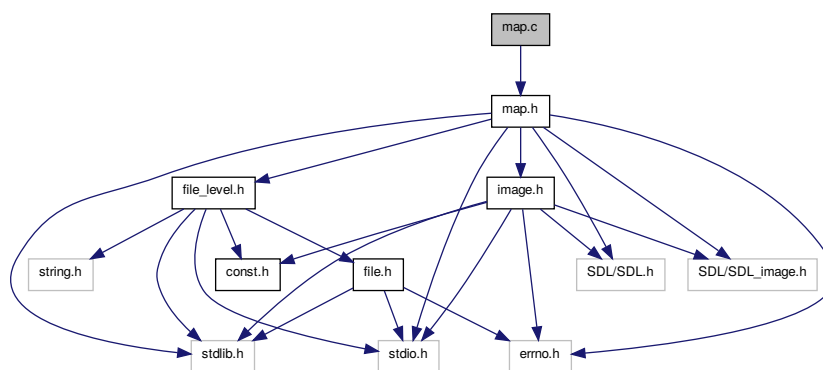 map.c
map.h
file_level.h
image.h
string.h
const.h
file.h
SDL/SDL.h
SDL/SDL_image.h
stdlib.h
stdio.h
errno.h